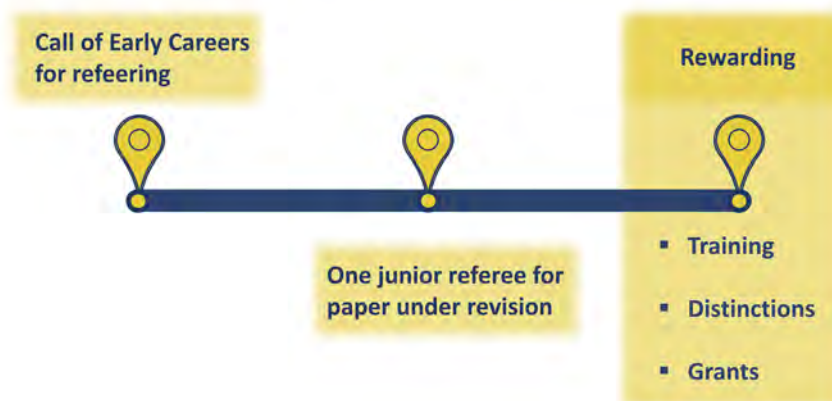 Call of Early Careers
for refeering
Rewarding
One junior referee for
paper under revision
▪ Training
▪ Distinctions
▪ Grants